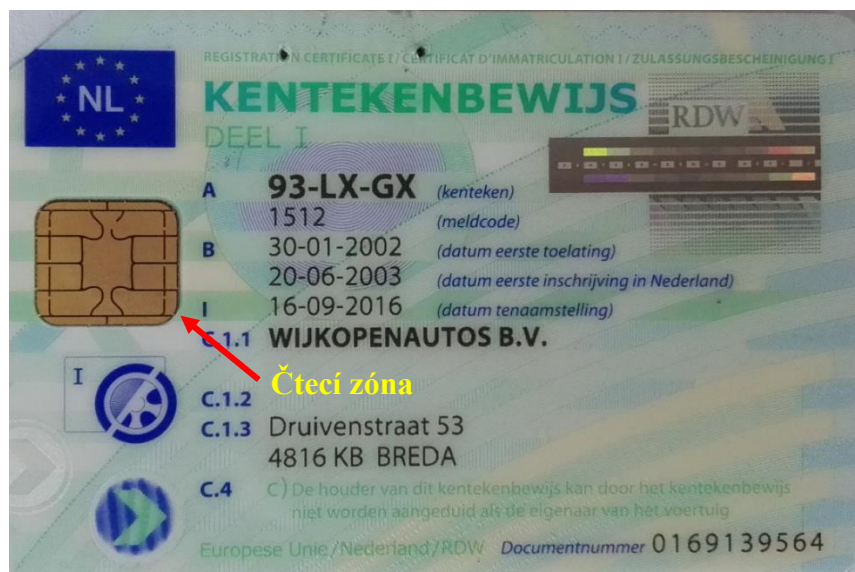 REGISTRATION CERTIFICATE I / CERTIFICAT D'IMMATRICULATION I / ZULASSUNGSBESCHEINIGUNG I
NL
KENTEKENBEWIJS
RDW
DEEL I
A 93-LX-GX (kenteken)
1512 (meldcode)
B 30-01-2002 (datum eerste toelating)
20-06-2003 (datum eerste inschrijving in Nederland)
I 16-09-2016 (datum tenaamstelling)
C.1.1 WIJKOPENAUTOS B.V.
Čtecí zóna
I
C.1.2
C.1.3 Druivenstraat 53
4816 KB BREDA
C.4 C) De houder van dit kentekenbewijs kan door het kentekenbewijs
niet worden aangeduid als de eigenaar van het voertuig
Europese Unie/Nederland/RDW Documentnummer 0169139564